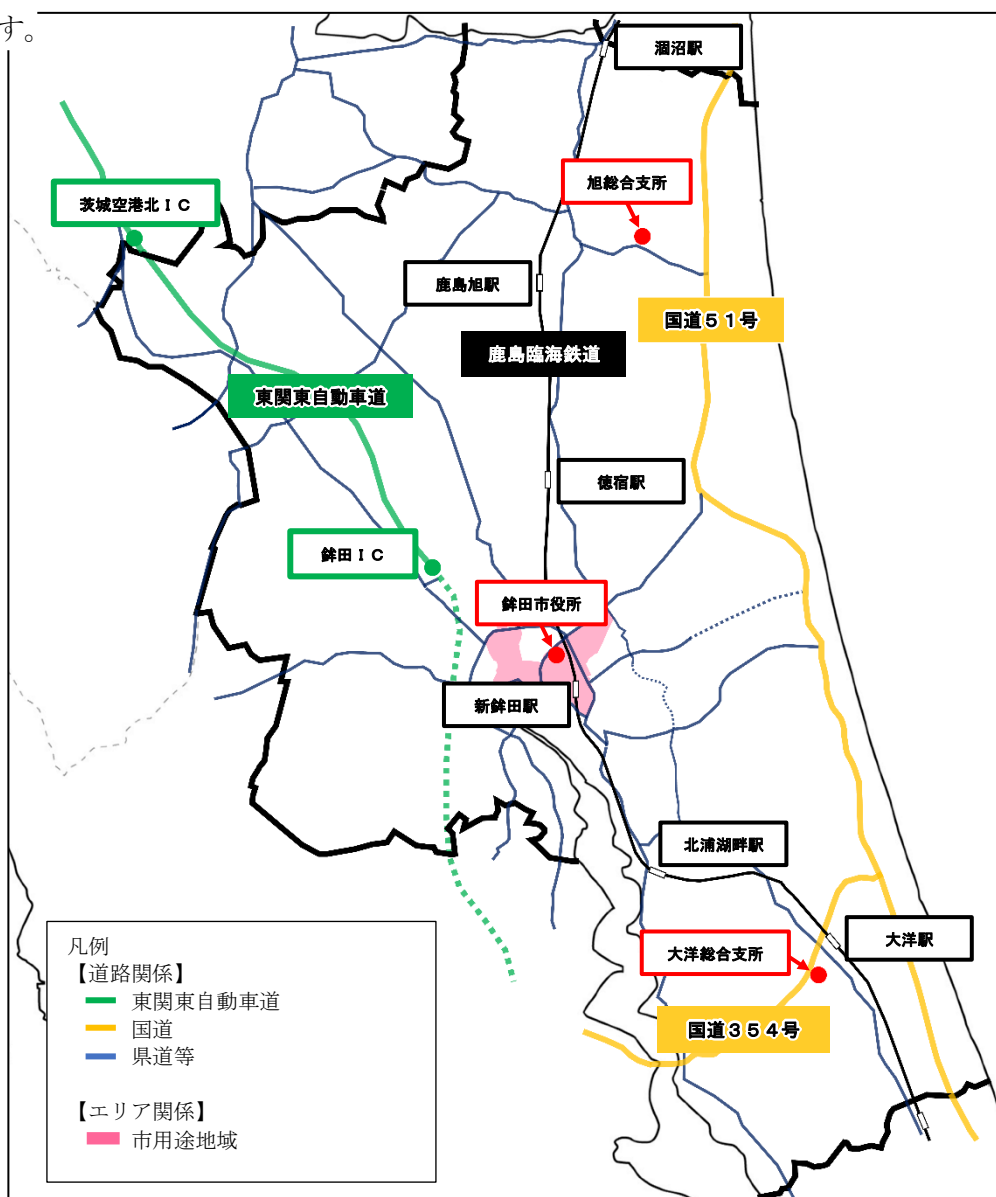 す。
涸沼駅
旭総合支所
茨城空港北ＩＣ
鹿島旭駅
国道５１号
鹿島臨海鉄道
東関東自動車道
徳宿駅
鉾田ＩＣ
鉾田市役所
新鉾田駅
北浦湖畔駅
大洋駅
大洋総合支所
国道３５４号
凡例
【道路関係】
東関東自動車道
国道
県道等
【エリア関係】
市用途地域